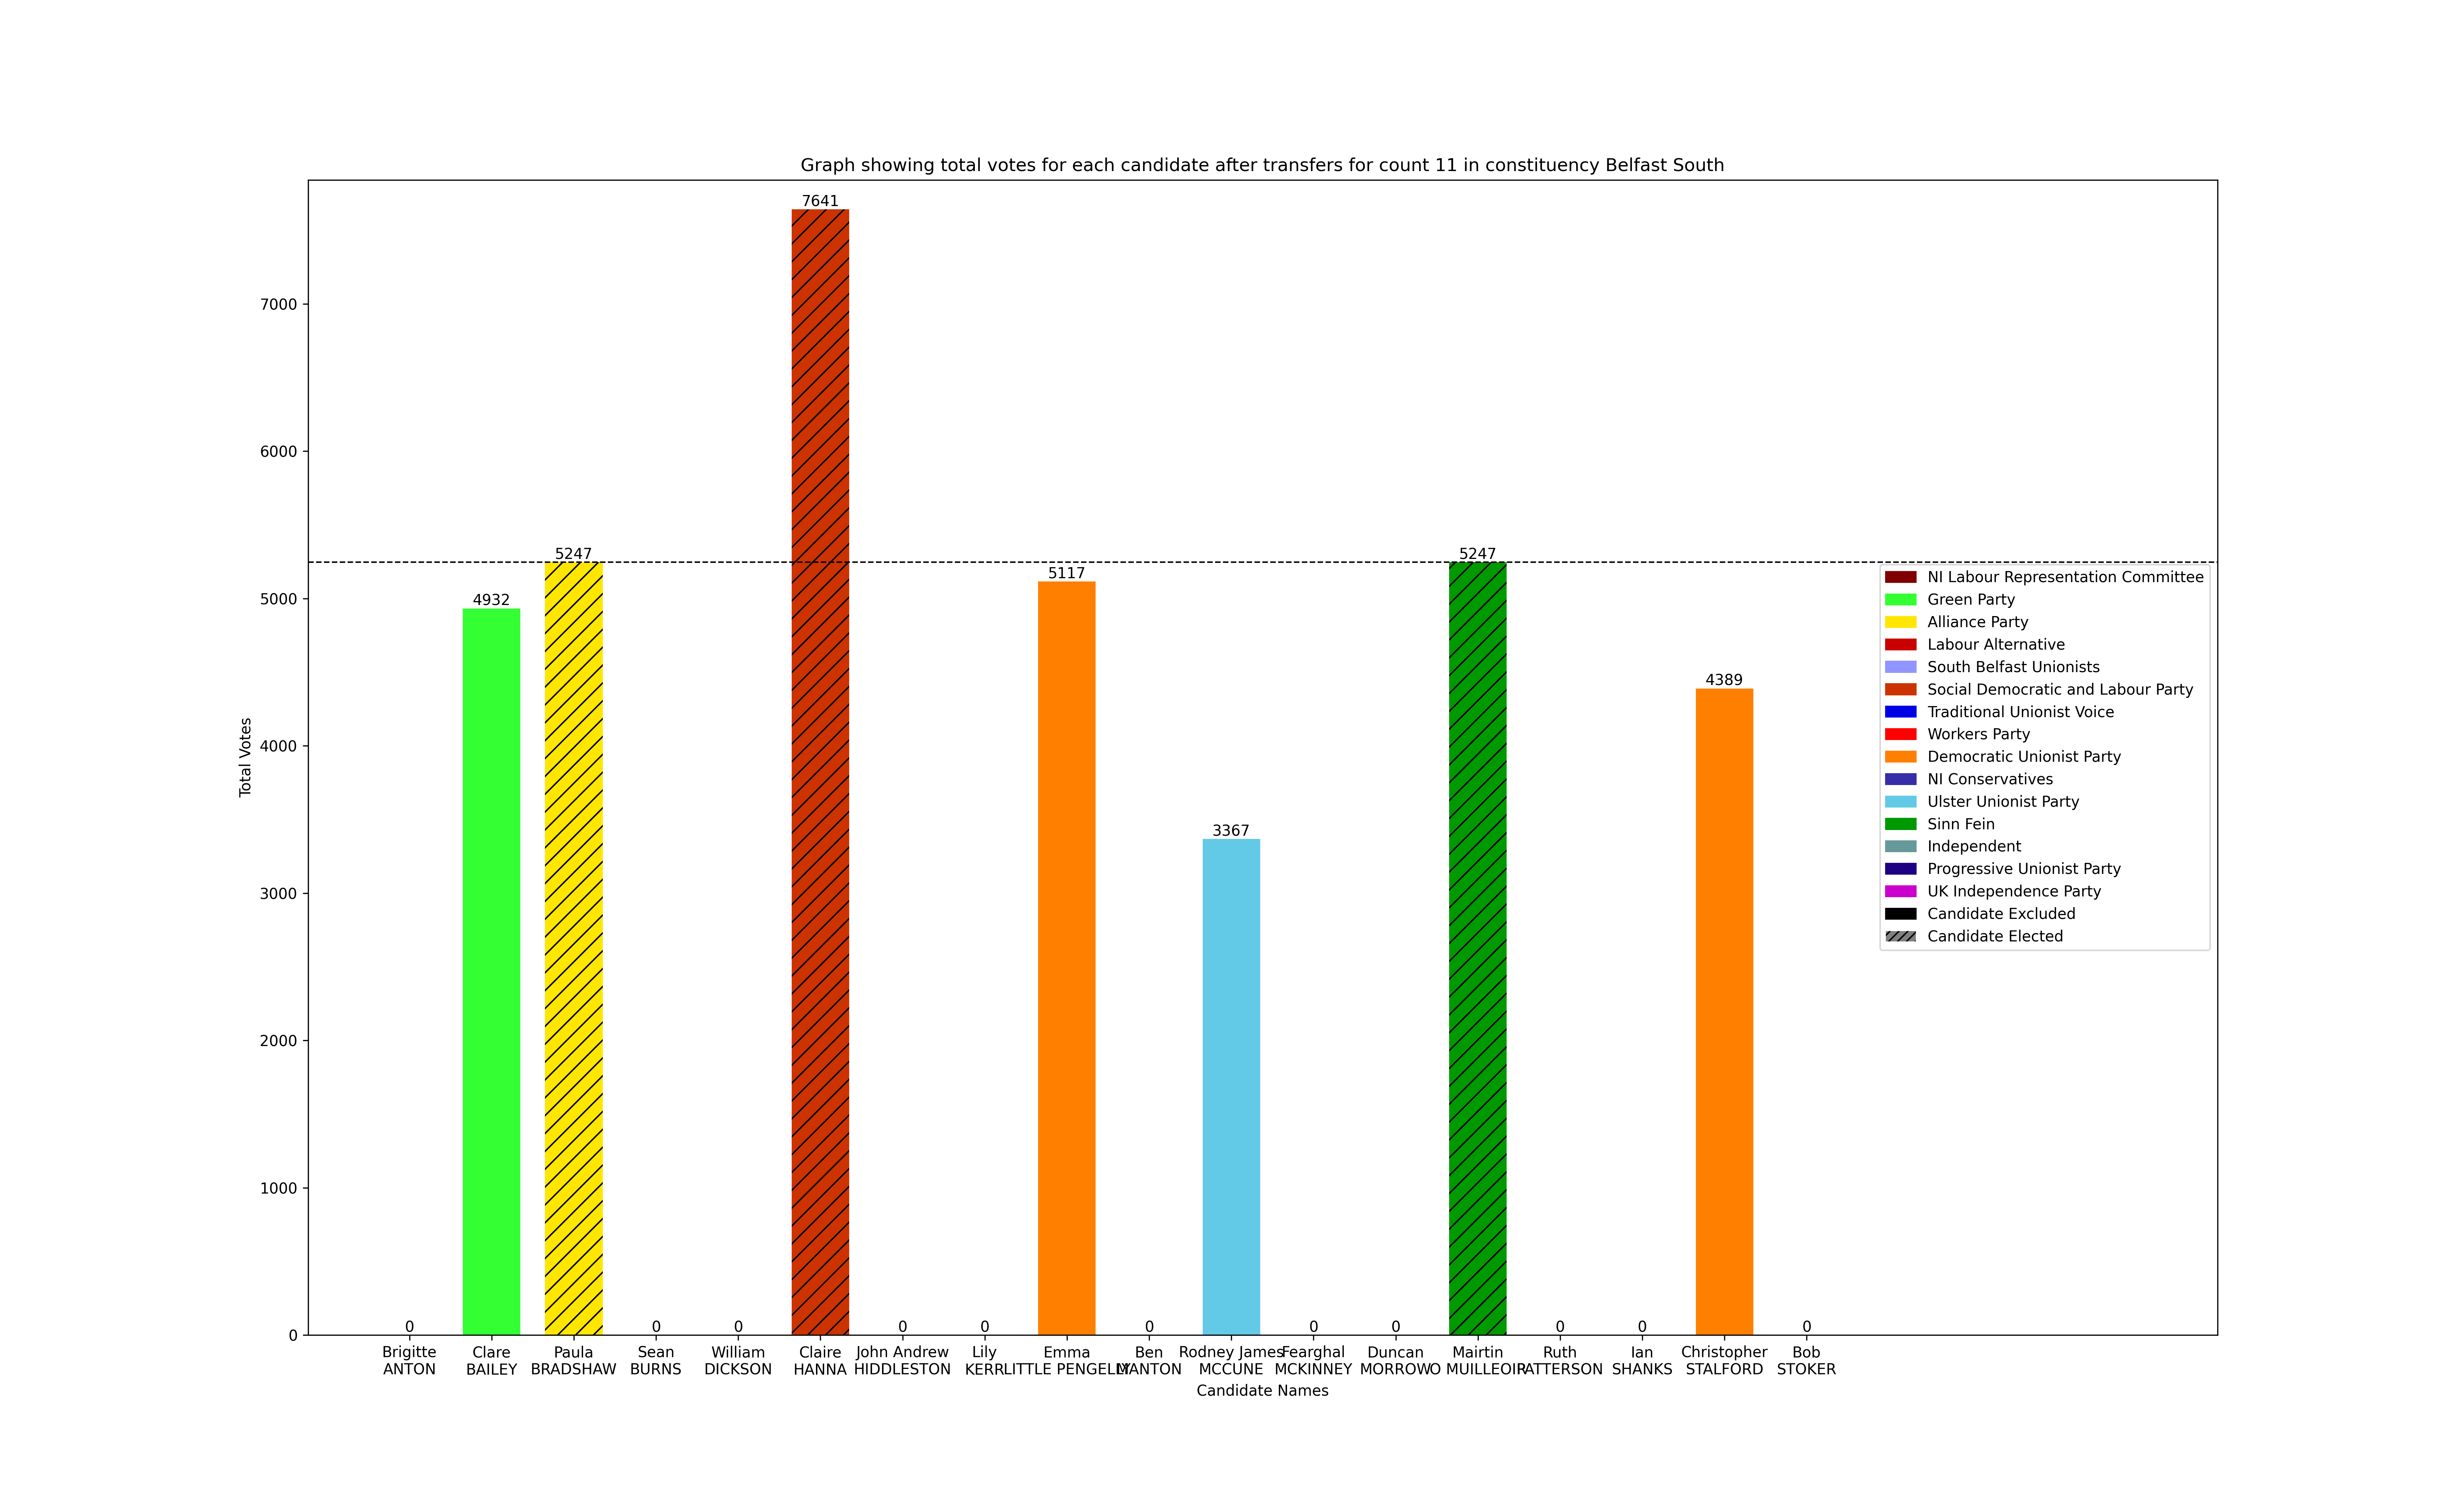 Graph showing total votes for each candidate after transfers for count 11 in constituency Belfast South
7641
7000
6000
5247
5247
5117
5000
4932
4389
4000
3367
3000
2000
1000
0
0
0
0
0
0
0
0
0
0
0
0
Total Votes
NI Labour Representation Committee
Green Party
Alliance Party
Labour Alternative
South Belfast Unionists
Social Democratic and Labour Party
Traditional Unionist Voice
Workers Party
Democratic Unionist Party
NI Conservatives
Ulster Unionist Party
Sinn Fein
Independent
Progressive Unionist Party
UK Independence Party
Candidate Excluded
Candidate Elected
Brigitte
ANTON
Clare
BAILEY
Paula
BRADSHAW
Sean
BURNS
William
DICKSON
Claire
HANNA
John Andrew
HIDDLESTON
Lily
KERR
Emma
LITTLE PENGELLY
Ben
MANTON
Rodney James
MCCUNE
Fearghal
MCKINNEY
Duncan
MORROW
Mairtin
O MUILLEOIR
Ruth
PATTERSON
Ian
SHANKS
Christopher
STALFORD
Bob
STOKER
Candidate Names